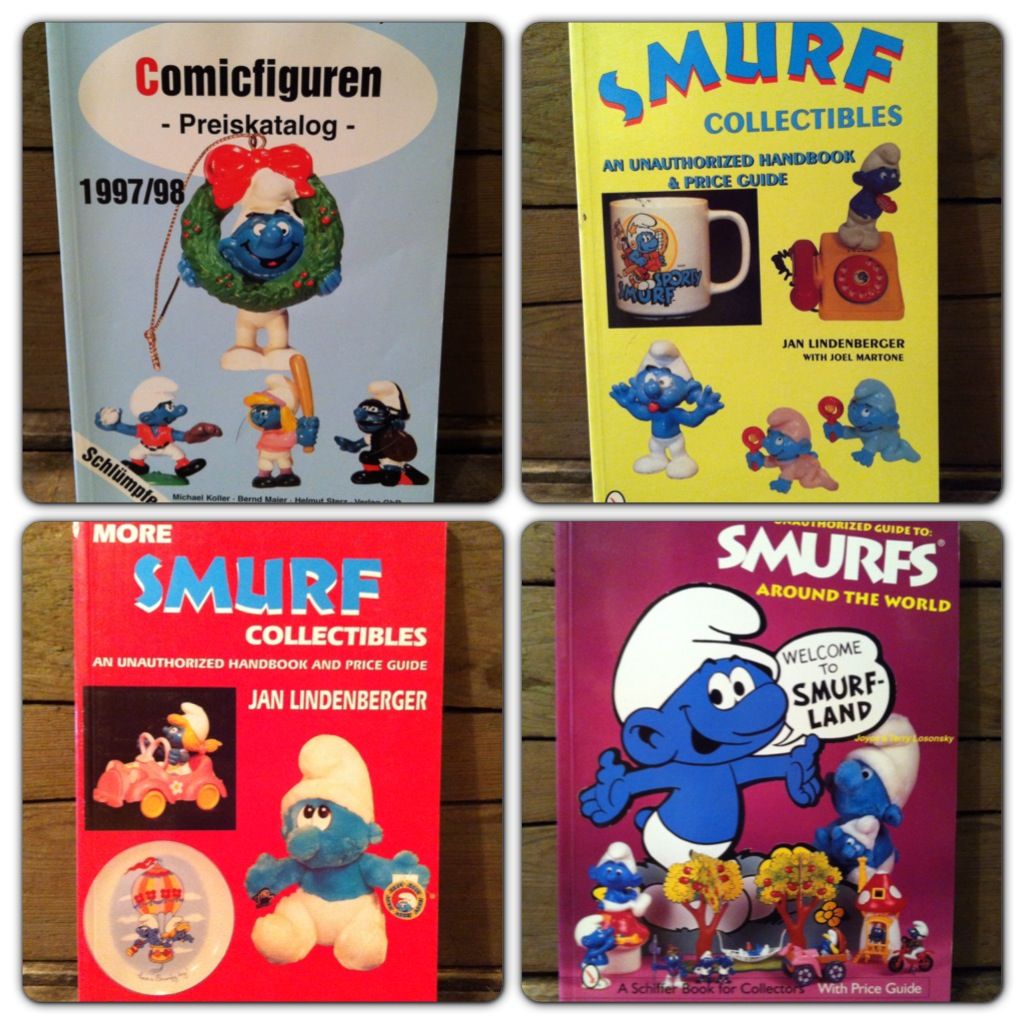 Comicfiguren
- Preiskatalog -
1997/98
Schlümpfe
Michael Koller · Bernd Maier · Helmut Sterz · Verlag GbR
SMURF
COLLECTIBLES
AN UNAUTHORIZED HANDBOOK
& PRICE GUIDE
SPORTY
SMURF
JAN LINDENBERGER
WITH JOEL MARTONE
MORE
SMURF
COLLECTIBLES
AN UNAUTHORIZED HANDBOOK AND PRICE GUIDE
JAN LINDENBERGER
UNAUTHORIZED GUIDE TO:
SMURFS®
AROUND THE WORLD
WELCOME
TO
SMURF-
LAND
Joyce & Terry Losonsky
A Schiffer Book for Collectors With Price Guide